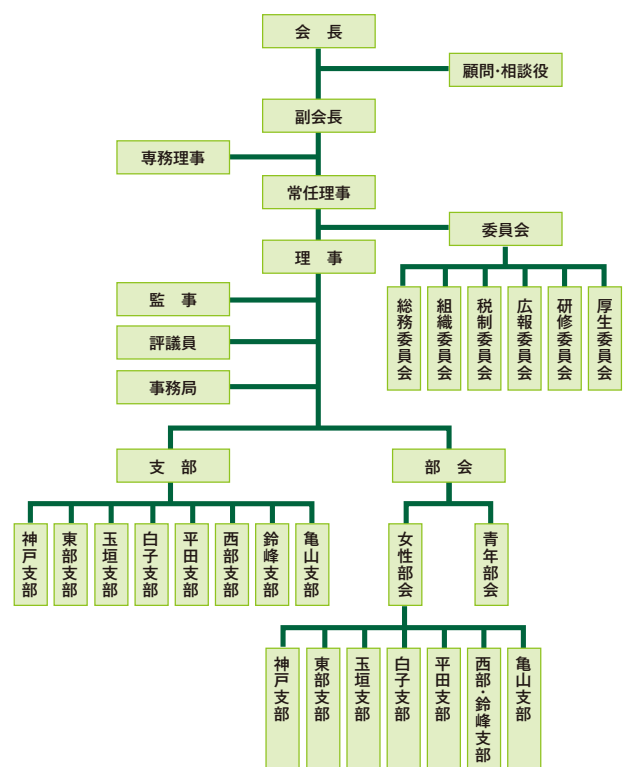 会　長
顧問・相談役
副会長
専務理事
常任理事
委員会
理　事
監　事
評議員
事務局
総務委員会
組織委員会
税制委員会
広報委員会
研修委員会
厚生委員会
支　部
部　会
神戸支部
東部支部
玉垣支部
白子支部
平田支部
西部支部
鈴峰支部
亀山支部
女性部会
青年部会
神戸支部
東部支部
玉垣支部
白子支部
平田支部
西部・鈴峰支部
亀山支部